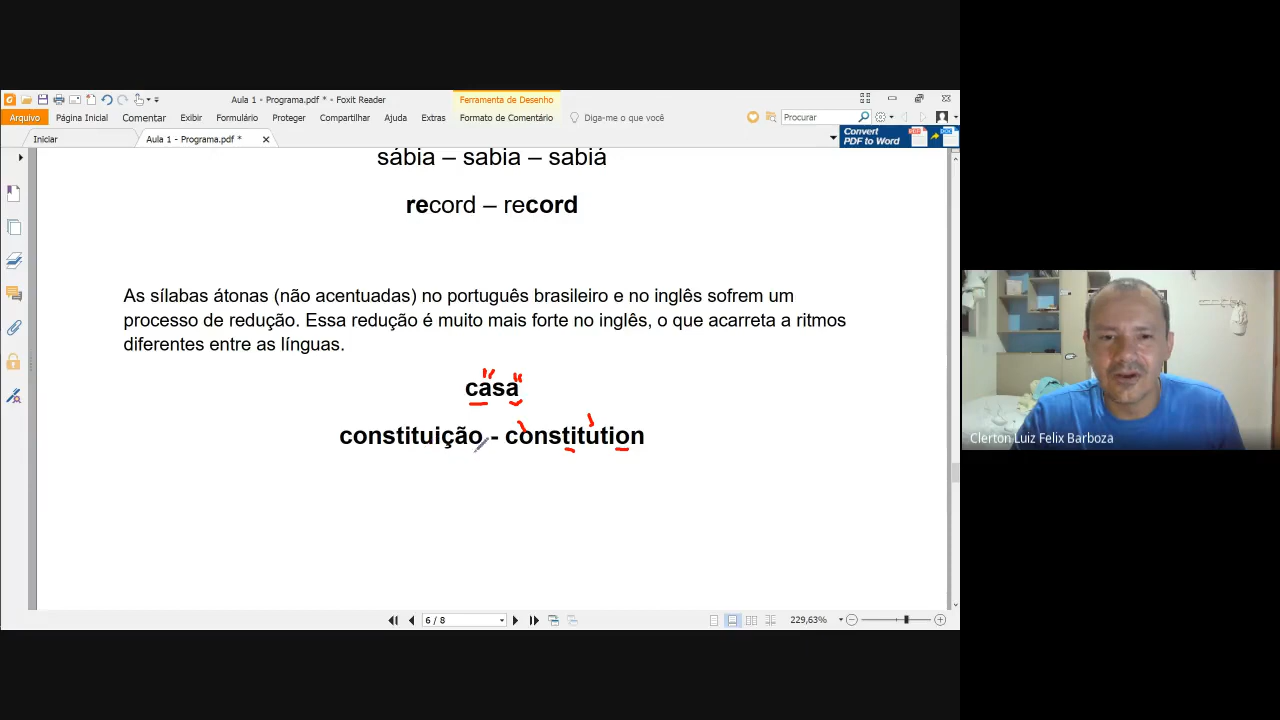 Aula 1 - Programa.pdf * - Foxit Reader
Ferramenta de Desenho
Arquivo Página Inicial Comentar Exibir Formulário Proteger Compartilhar Ajuda Extras Formato de Comentário Diga-me o que você Procurar
Iniciar Aula 1 - Programa.pdf *
Convert
PDF to Word
sábia – sabia – sabiá
record – record
As sílabas átonas (não acentuadas) no português brasileiro e no inglês sofrem um
processo de redução. Essa redução é muito mais forte no inglês, o que acarreta a ritmos
diferentes entre as línguas.
casa
constituição - constitution
Clerton Luiz Felix Barboza
6 / 8
229,63%